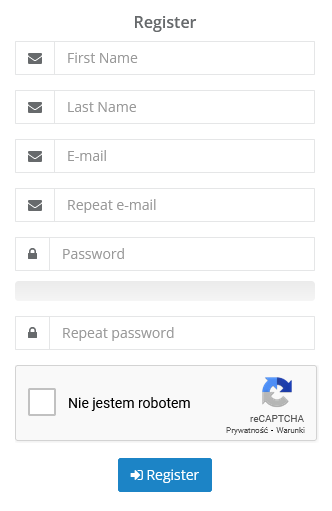 Register
First Name
Last Name
E-mail
Repeat e-mail
Password
Repeat password
Nie jestem robotem
reCAPTCHA
Prywatność - Warunki
Register